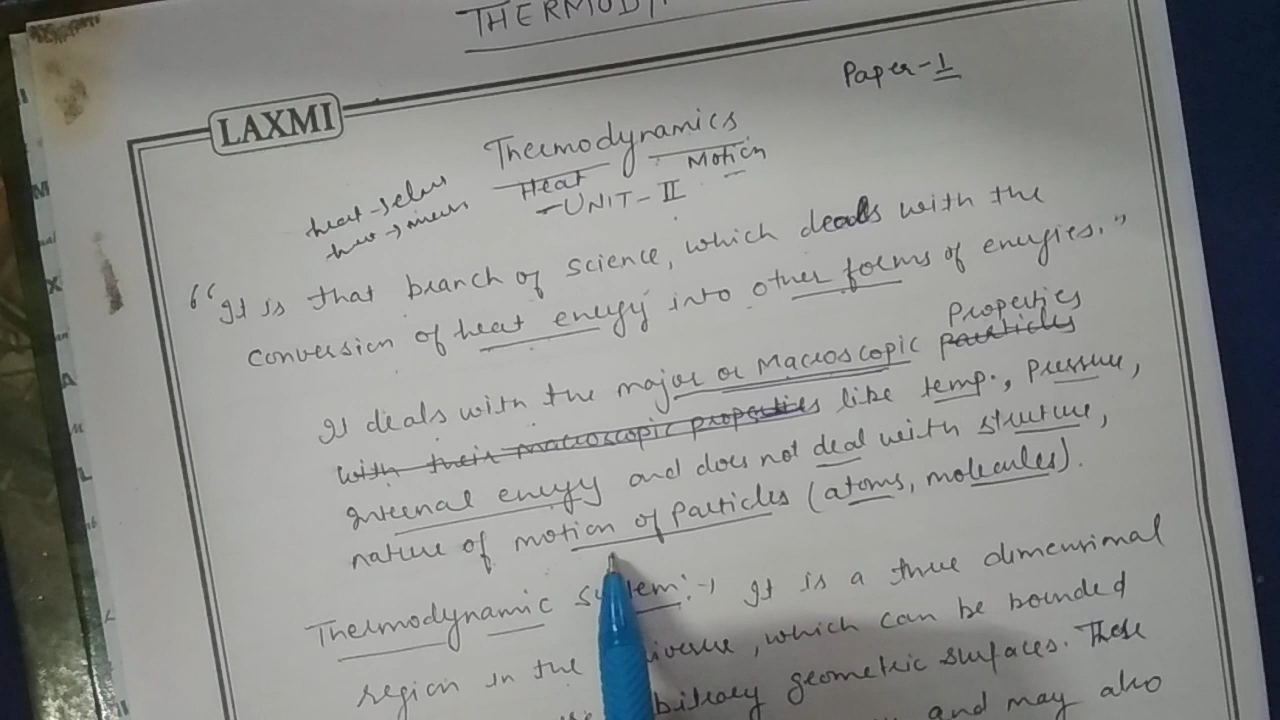 THERMODY
Paper-1
LAXMI
Thermodynamics
Heat Motion
-UNIT-II
"It is that branch of science, which deals with the
conversion of heat energy into other forms of energies."
Properties
It deals with the major or Macroscopic particles
with their macroscopic properties like temp., pressure,
internal energy and does not deal with struture,
nature of motion of particles (atoms, molecules).
Thermodynamic System:→ It is a three dimensional
region in the iverse, which can be bounded
bitrary geometric surfaces. These
and may also